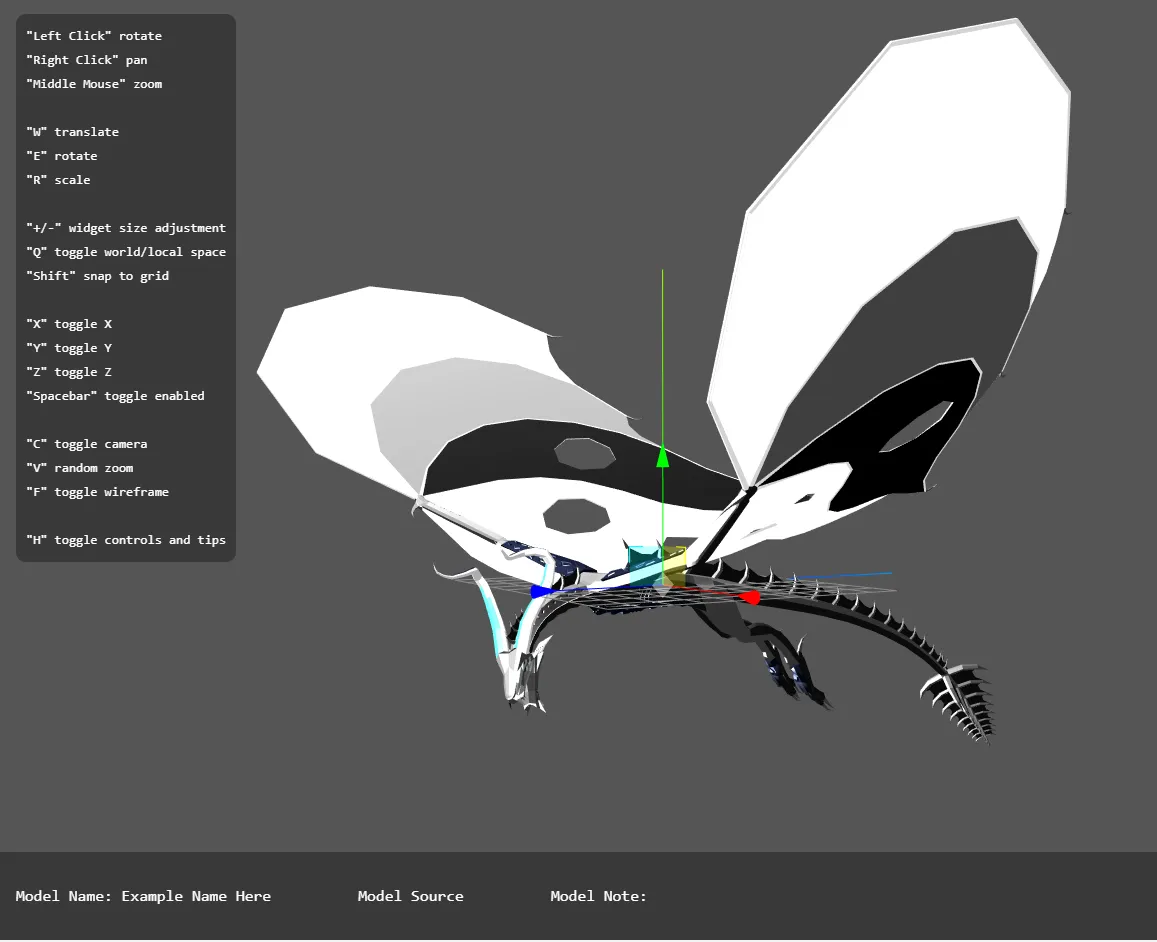 "Left Click" rotate
"Right Click" pan
"Middle Mouse" zoom
"W" translate
"E" rotate
"R" scale
"+/-" widget size adjustment
"Q" toggle world/local space
"Shift" snap to grid
"X" toggle X
"Y" toggle Y
"Z" toggle Z
"Spacebar" toggle enabled
"C" toggle camera
"V" random zoom
"F" toggle wireframe
"H" toggle controls and tips
Model Name: Example Name Here
Model Source
Model Note: